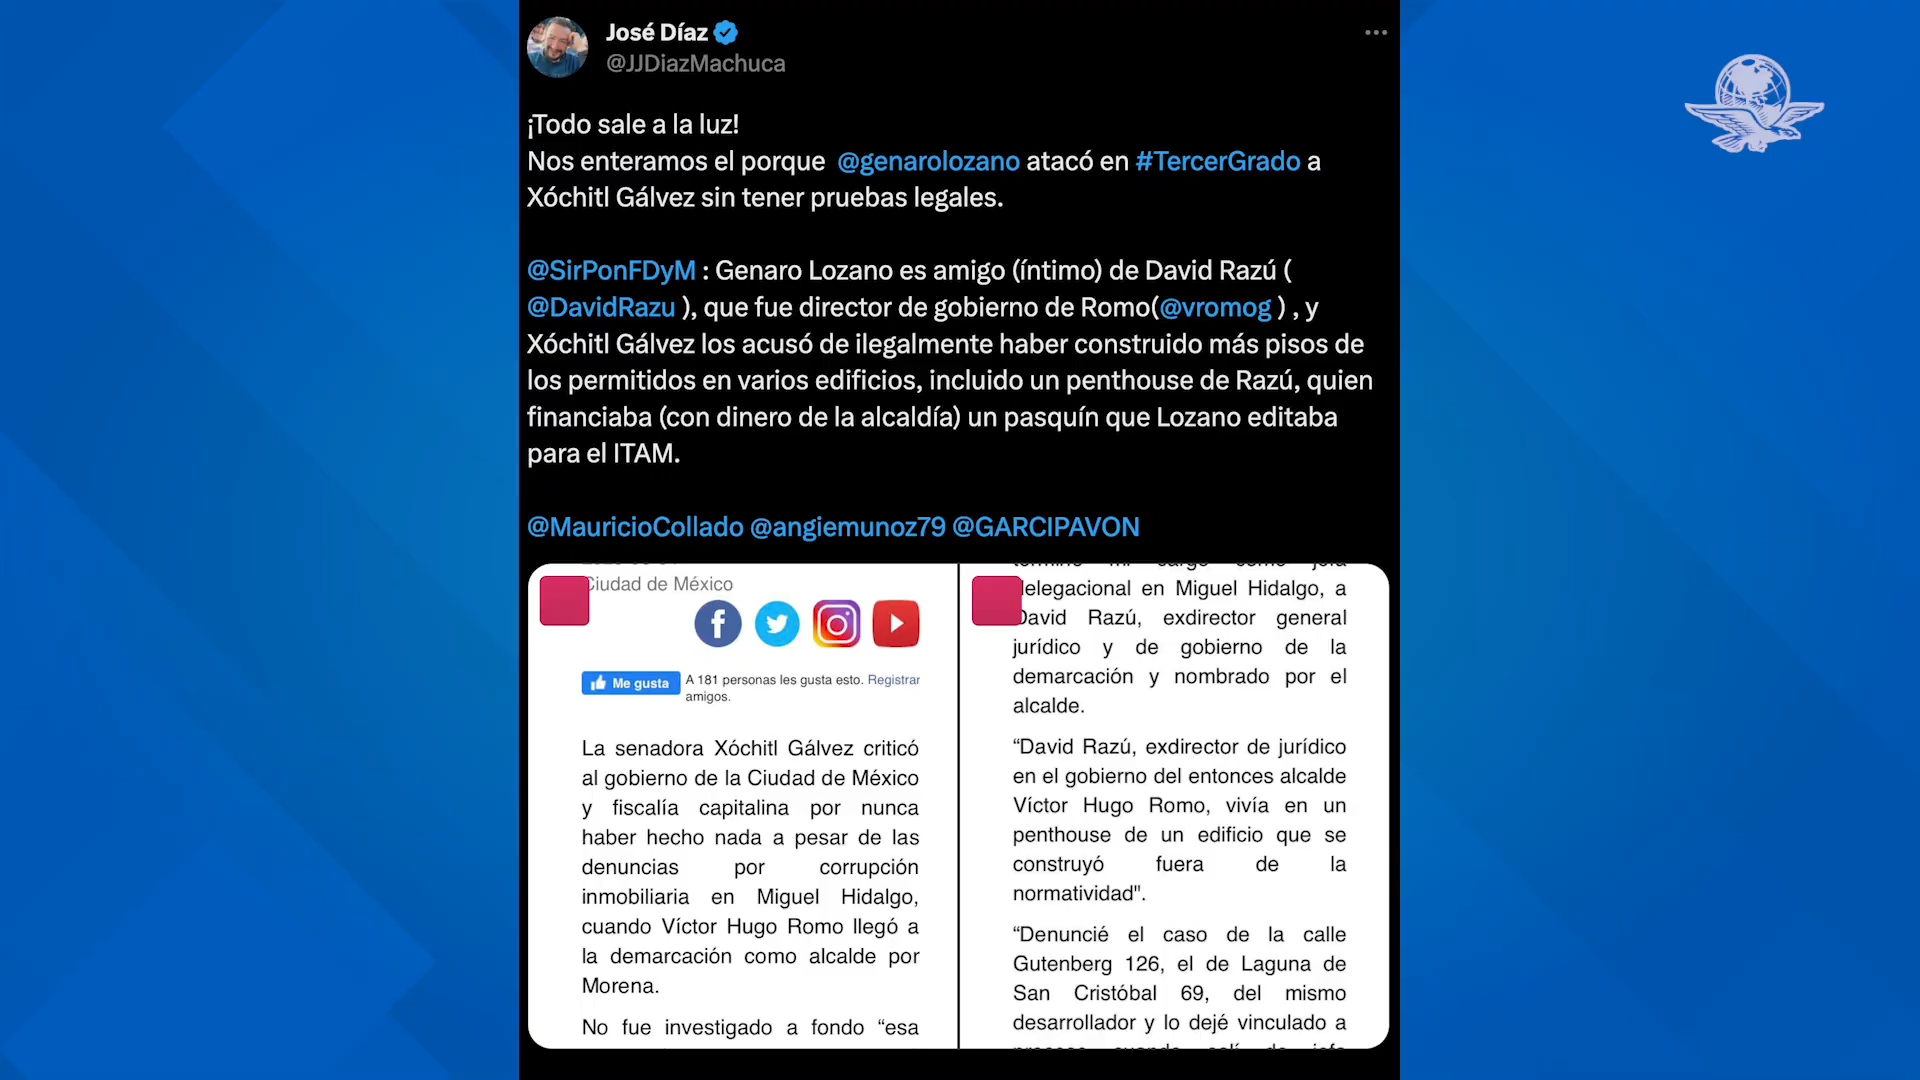 José Díaz
@JJDiazMachuca
¡Todo sale a la luz!
Nos enteramos el porque @genarolozano atacó en #TercerGrado a
Xóchitl Gálvez sin tener pruebas legales.
@SirPonFDyM : Genaro Lozano es amigo (íntimo) de David Razú (
@DavidRazu ), que fue director de gobierno de Romo(@vromog ) , y
Xóchitl Gálvez los acusó de ilegalmente haber construido más pisos de
los permitidos en varios edificios, incluido un penthouse de Razú, quien
financiaba (con dinero de la alcaldía) un pasquín que Lozano editaba
para el ITAM.
@MauricioCollado @angiemunoz79 @GARCIPAVON
Ciudad de México
Me gusta
A 181 personas les gusta esto. Registrar
amigos.
La senadora Xóchitl Gálvez criticó
al gobierno de la Ciudad de México
y fiscalía capitalina por nunca
haber hecho nada a pesar de las
denuncias por corrupción
inmobiliaria en Miguel Hidalgo,
cuando Víctor Hugo Romo llegó a
la demarcación como alcalde por
Morena.
No fue investigado a fondo “esa
delegacional en Miguel Hidalgo, a
David Razú, exdirector general
jurídico y de gobierno de la
demarcación y nombrado por el
alcalde.
“David Razú, exdirector de jurídico
en el gobierno del entonces alcalde
Víctor Hugo Romo, vivía en un
penthouse de un edificio que se
construyó fuera de la
normatividad".
“Denuncié el caso de la calle
Gutenberg 126, el de Laguna de
San Cristóbal 69, del mismo
desarrollador y lo dejé vinculado a